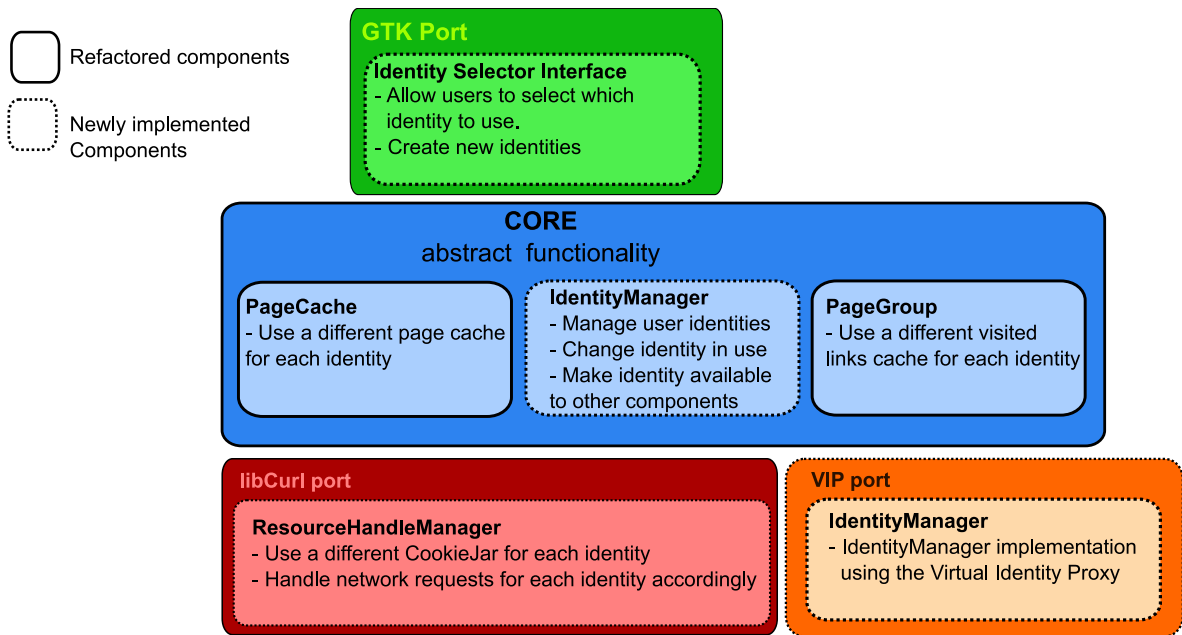 Refactored components
Newly implemented
Components
GTK Port
Identity Selector Interface
- Allow users to select which
identity to use.
- Create new identities
CORE
abstract functionality
PageCache
- Use a different page cache
for each identity
IdentityManager
- Manage user identities
- Change identity in use
- Make identity available
to other components
PageGroup
- Use a different visited
links cache for each identity
libCurl port
ResourceHandleManager
- Use a different CookieJar for each identity
- Handle network requests for each identity accordingly
VIP port
IdentityManager
- IdentityManager implementation
using the Virtual Identity Proxy